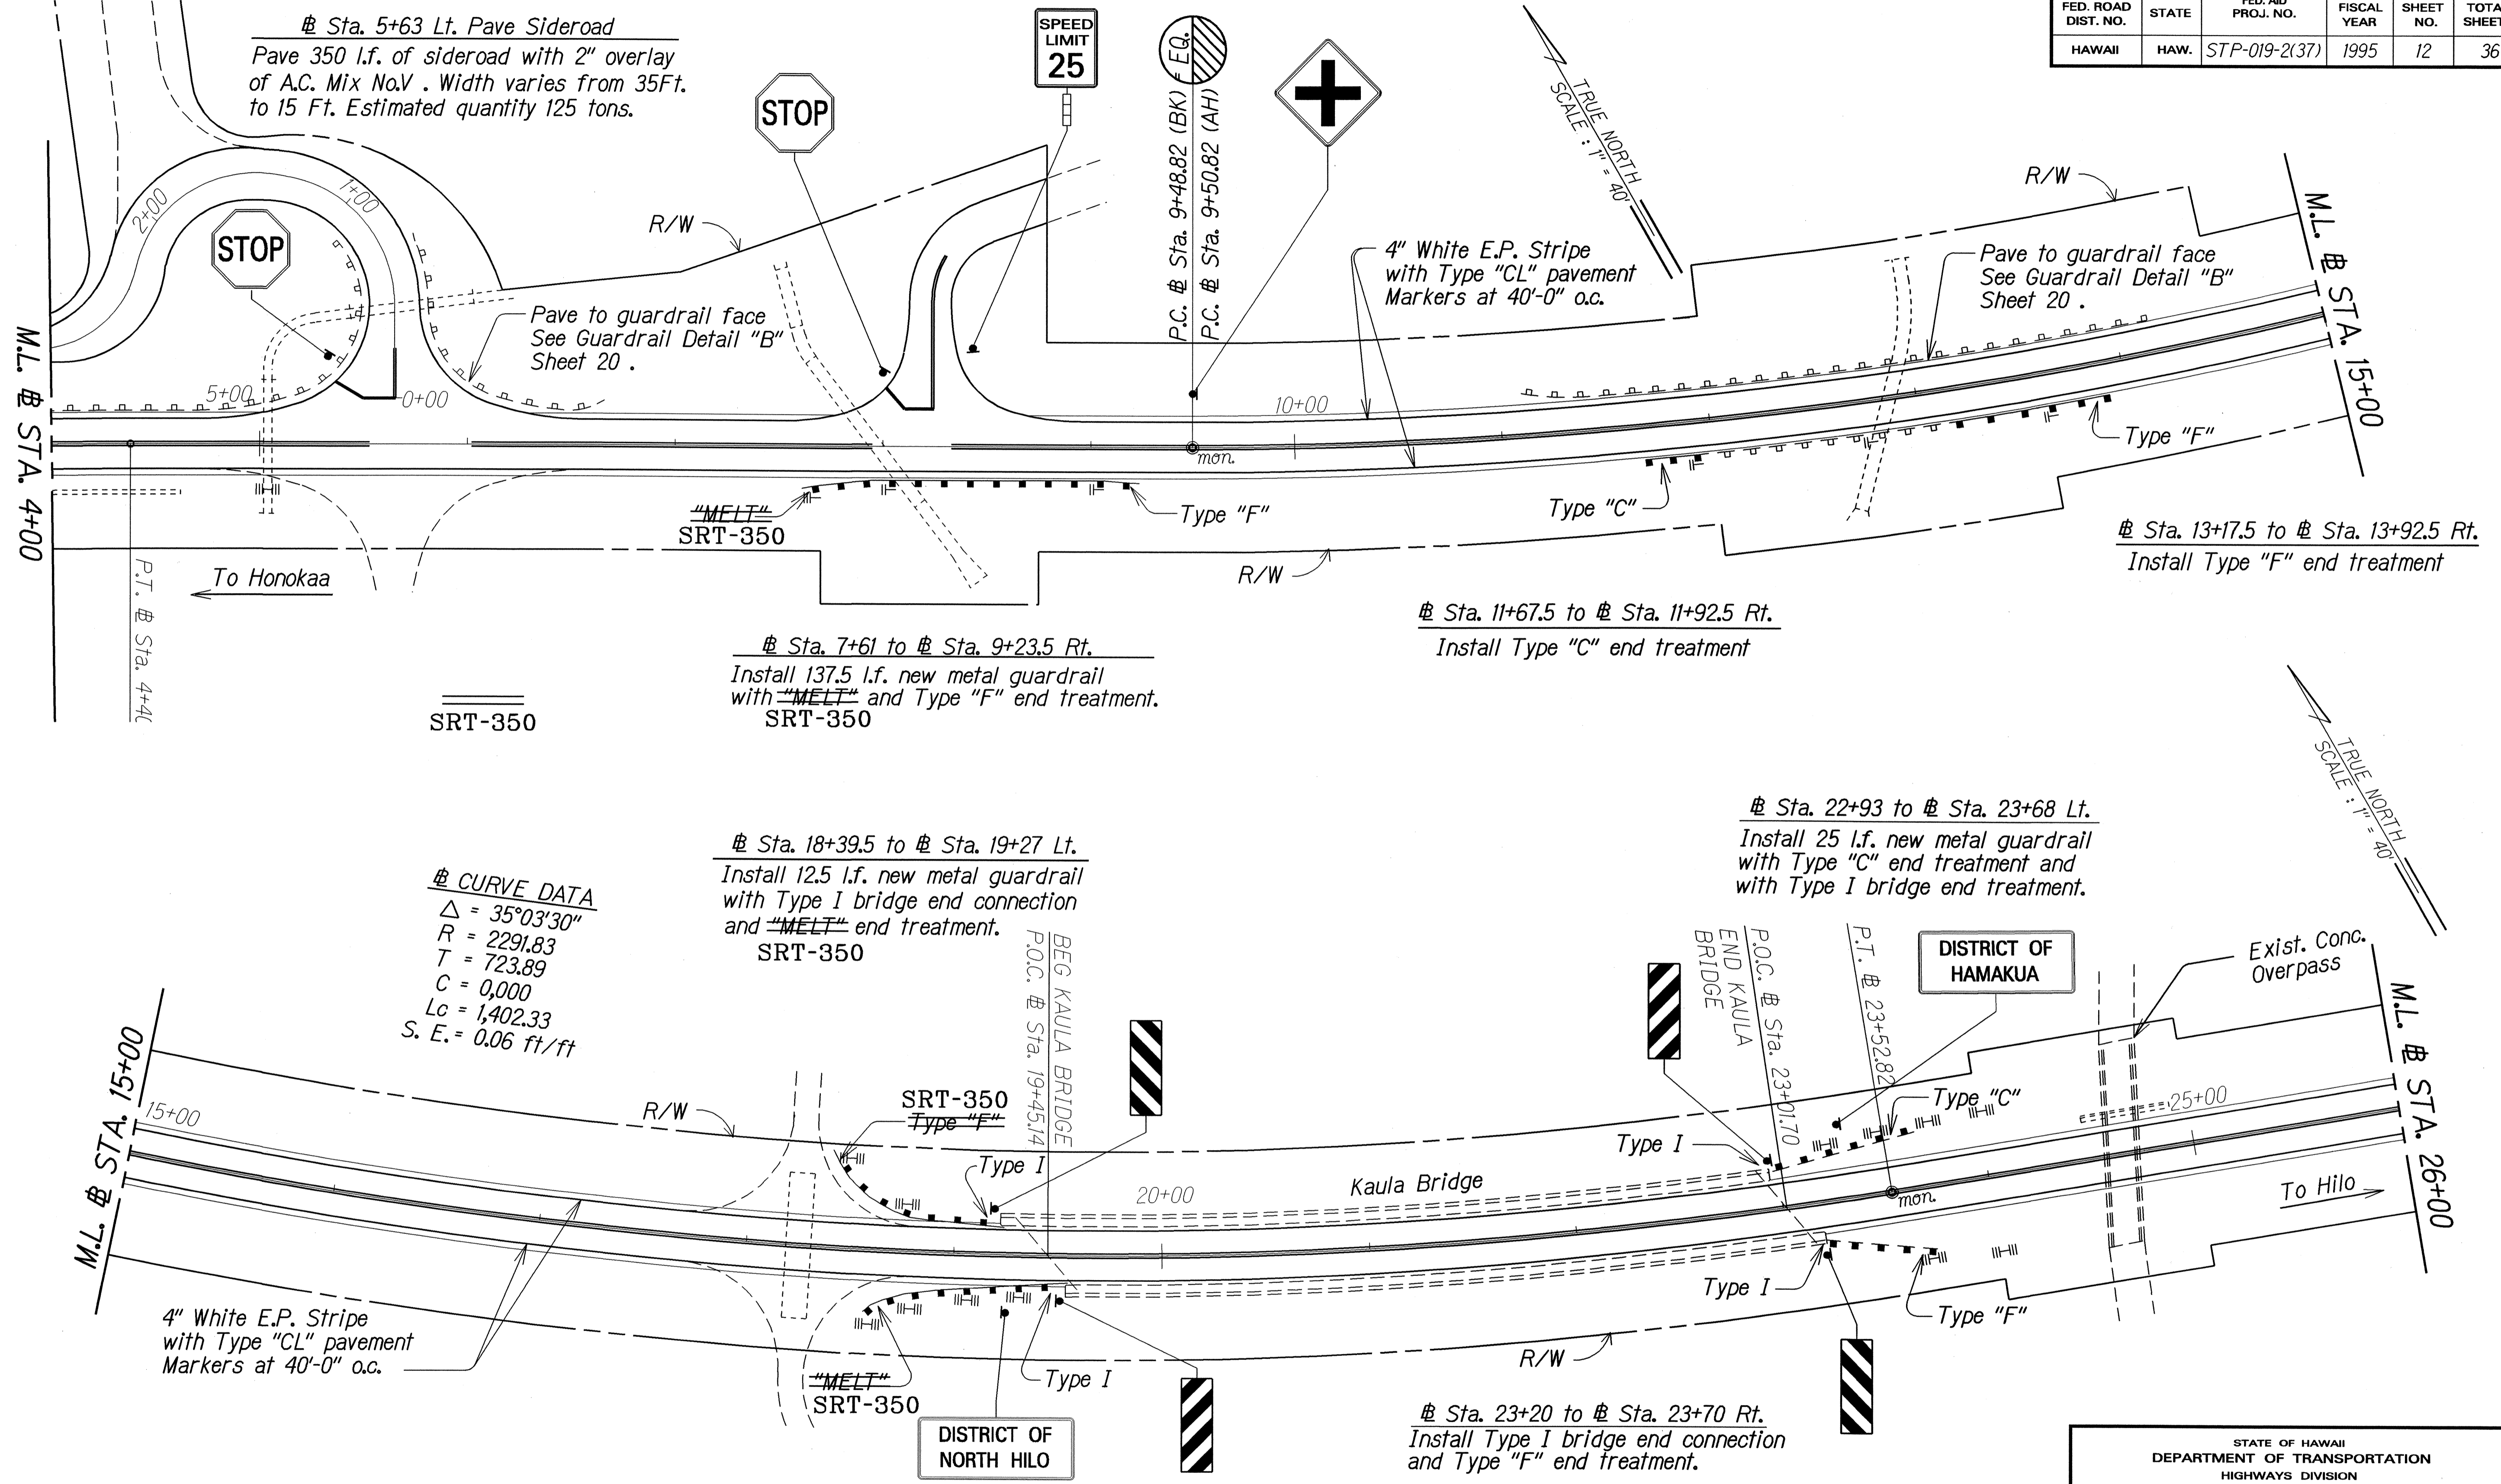 FED. ROAD DIST. NO. STATE FED. AID PROJ. NO. FISCAL YEAR SHEET NO.
HAWAII HAW. STP-019-2(37) 1995 12 36
℄ Sta. 5+63 Lt. Pave Sideroad
Pave 350 l.f. of sideroad with 2" overlay
of A.C. Mix No.V . Width varies from 35Ft.
to 15 Ft. Estimated quantity 125 tons.
SPEED
LIMIT
25
STOP
STOP
P.C. ℄ Sta. 9+48.82 (BK) = EQ.
P.C. ℄ Sta. 9+50.82 (AH)
TRUE NORTH
SCALE : 1" = 40'
R/W
R/W
2+00
1+00
4" White E.P. Stripe
with Type "CL" pavement
Markers at 40'-0" o.c.
Pave to guardrail face
See Guardrail Detail "B"
Sheet 20 .
Pave to guardrail face
See Guardrail Detail "B"
Sheet 20 .
M.L. ℄ STA. 4+00
M.L. ℄ STA. 15+00
5+00
0+00
10+00
mon.
Type "F"
"MELT"
SRT-350
Type "F"
Type "C"
R/W
To Honokaa
P.T. ℄ Sta. 4+40
℄ Sta. 13+17.5 to ℄ Sta. 13+92.5 Rt.
Install Type "F" end treatment
℄ Sta. 11+67.5 to ℄ Sta. 11+92.5 Rt.
Install Type "C" end treatment
℄ Sta. 7+61 to ℄ Sta. 9+23.5 Rt.
Install 137.5 l.f. new metal guardrail
with "MELT" and Type "F" end treatment.
SRT-350
SRT-350
TRUE NORTH
SCALE : 1" = 40'
℄ Sta. 22+93 to ℄ Sta. 23+68 Lt.
Install 25 l.f. new metal guardrail
with Type "C" end treatment and
with Type I bridge end treatment.
℄ Sta. 18+39.5 to ℄ Sta. 19+27 Lt.
Install 12.5 l.f. new metal guardrail
with Type I bridge end connection
and "MELT" end treatment.
SRT-350
℄ CURVE DATA
Δ = 35°03'30"
R = 2291.83
T = 723.89
C = 0,000
Lc = 1,402.33
S. E. = 0.06 ft/ft
BEG KAULA BRIDGE
P.O.C. ℄ Sta. 19+45.14
END KAULA
BRIDGE
P.O.C. ℄ Sta. 23+01.70
P.T. ℄ 23+52.82
DISTRICT OF
HAMAKUA
Exist. Conc.
Overpass
M.L. ℄ STA. 15+00
M.L. ℄ STA. 26+00
15+00
R/W
SRT-350
Type "F"
Type I
20+00
Kaula Bridge
Type I
Type "C"
25+00
mon.
To Hilo
Type I
Type "F"
4" White E.P. Stripe
with Type "CL" pavement
Markers at 40'-0" o.c.
"MELT"
SRT-350
Type I
R/W
DISTRICT OF
NORTH HILO
℄ Sta. 23+20 to ℄ Sta. 23+70 Rt.
Install Type I bridge end connection
and Type "F" end treatment.
STATE OF HAWAII
DEPARTMENT OF TRANSPORTATION
HIGHWAYS DIVISION